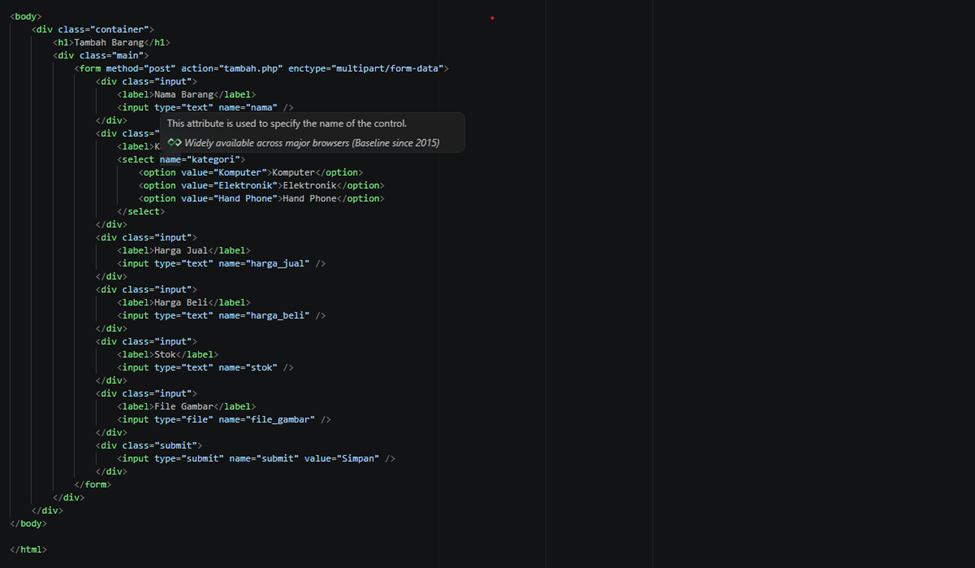 <body>
<div class="container">
<h1>Tambah Barang</h1>
<div class="main">
<form method="post" action="tambah.php" enctype="multipart/form-data">
<div class="input">
<label>Nama Barang</label>
<input type="text" name="nama" />
</div>
This attribute is used to specify the name of the control.
<div class="
Widely available across major browsers (Baseline since 2015)
<label>K
<select name="kategori">
<option value="Komputer">Komputer</option>
<option value="Elektronik">Elektronik</option>
<option value="Hand Phone">Hand Phone</option>
</select>
</div>
<div class="input">
<label>Harga Jual</label>
<input type="text" name="harga_jual" />
</div>
<div class="input">
<label>Harga Beli</label>
<input type="text" name="harga_beli" />
</div>
<div class="input">
<label>Stok</label>
<input type="text" name="stok" />
</div>
<div class="input">
<label>File Gambar</label>
<input type="file" name="file_gambar" />
</div>
<div class="submit">
<input type="submit" name="submit" value="Simpan" />
</div>
</form>
</div>
</div>
</body>
</html>